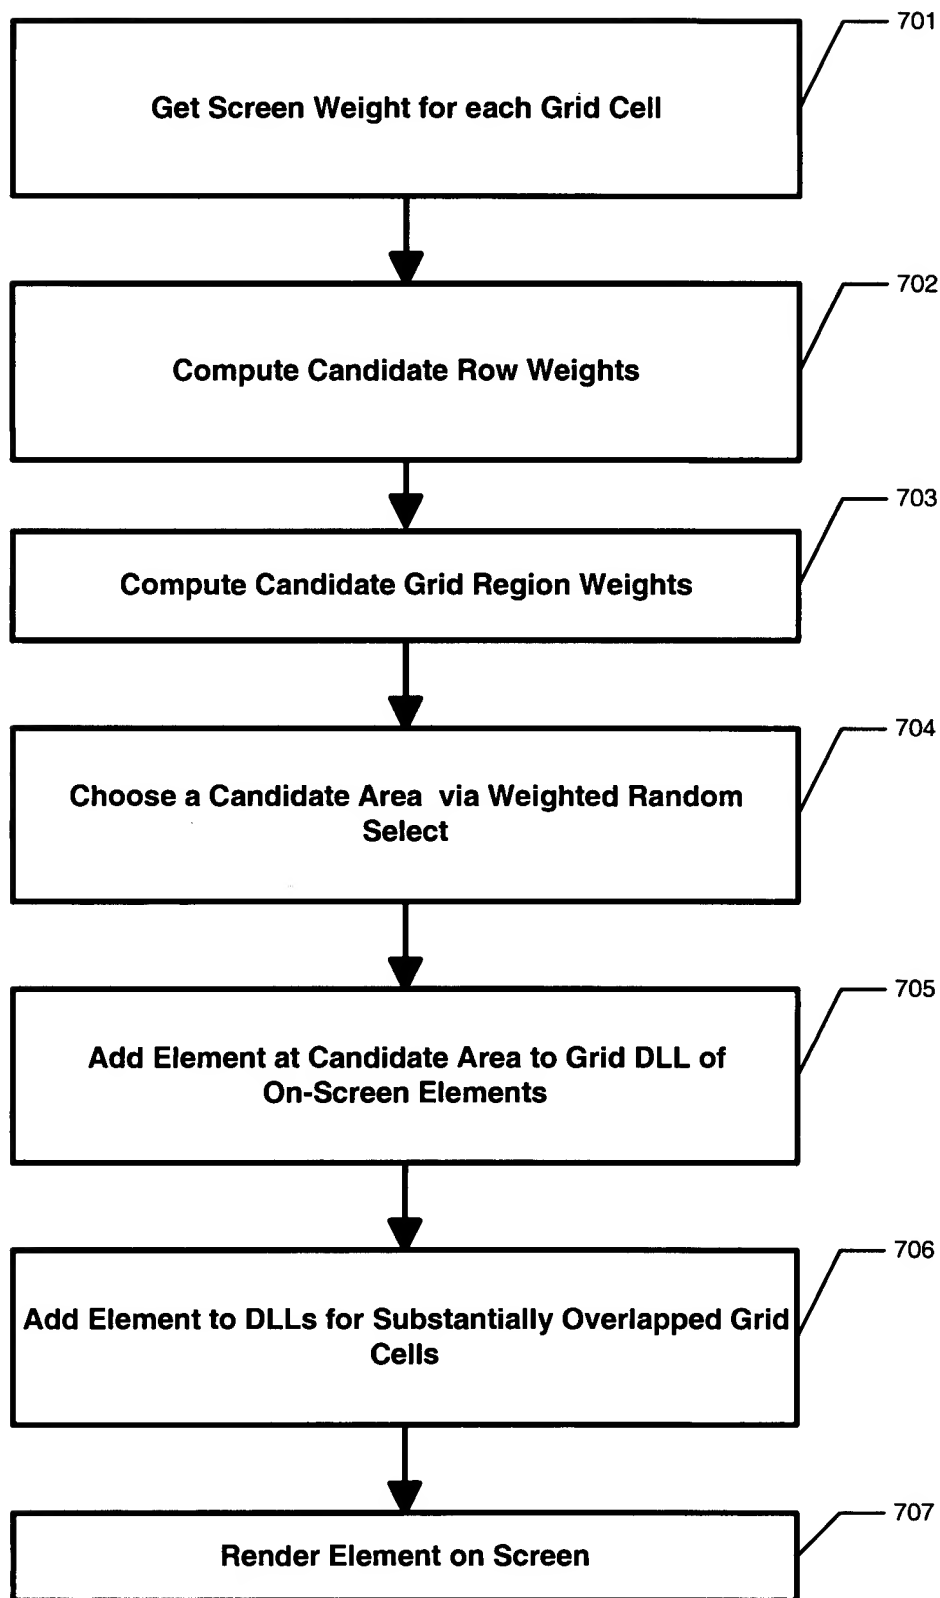 701
Get Screen Weight for each Grid Cell
702
Compute Candidate Row Weights
703
Compute Candidate Grid Region Weights
704
Choose a Candidate Area via Weighted Random
Select
705
Add Element at Candidate Area to Grid DLL of
On-Screen Elements
706
Add Element to DLLs for Substantially Overlapped Grid
Cells
707
Render Element on Screen